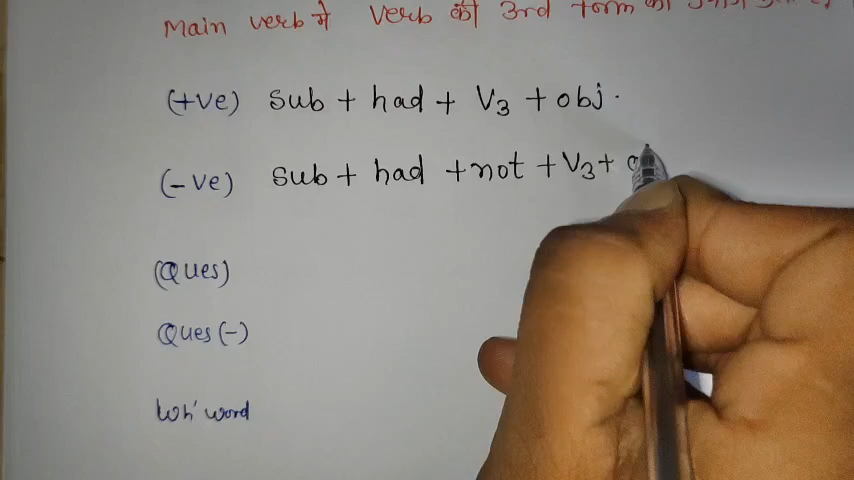 Main verb में verb की 3rd form का
(+ve) sub + had + V3 + obj.
(-ve) sub + had + not + V3 + o
(Ques)
Ques (-)
Wh' word